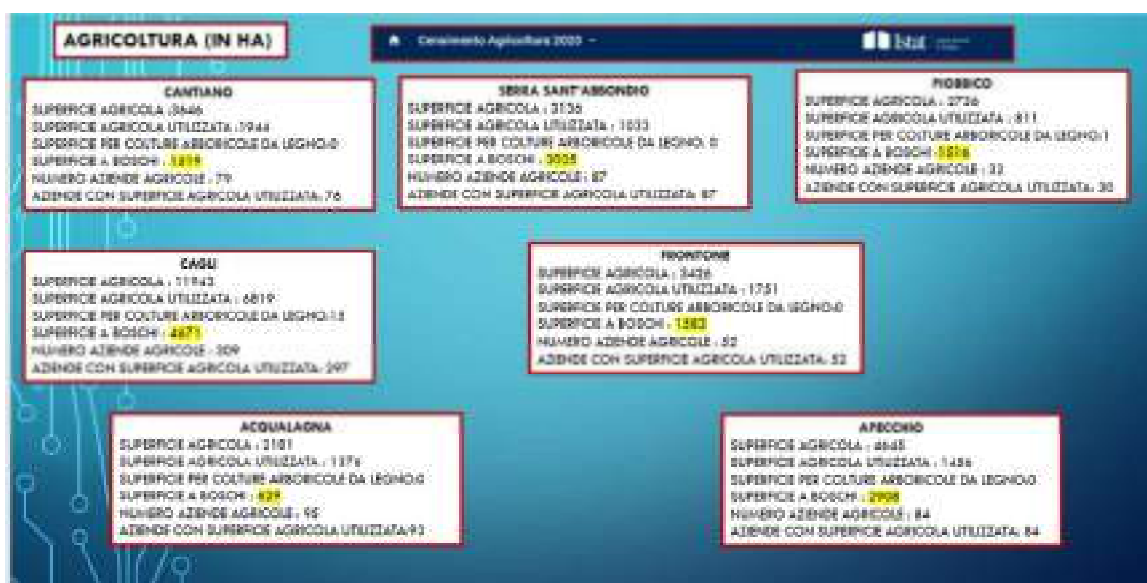 AGRICOLTURA (IN HA)
Censimento Agricoltura 2020
Istat
CANTIANO
SUPERFICIE AGRICOLA :3646
SUPERFICIE AGRICOLA UTILIZZATA :1944
SUPERFICIE PER COLTURE ARBORICOLE DA LEGNO:0
SUPERFICIE A BOSCHI : 1519
NUMERO AZIENDE AGRICOLE : 79
AZIENDE CON SUPERFICIE AGRICOLA UTILIZZATA: 76
SERRA SANT'ABBONDIO
SUPERFICIE AGRICOLA : 3136
SUPERFICIE AGRICOLA UTILIZZATA : 1033
SUPERFICIE PER COLTURE ARBORICOLE DA LEGNO: 0
SUPERFICIE A BOSCHI :
NUMERO AZIENDE AGRICOLE : 87
AZIENDE CON SUPERFICIE AGRICOLA UTILIZZATA: 87
PIOBBICO
SUPERFICIE AGRICOLA : 2726
SUPERFICIE AGRICOLA UTILIZZATA : 811
SUPERFICIE PER COLTURE ARBORICOLE DA LEGNO:1
SUPERFICIE A BOSCHI :1516
NUMERO AZIENDE AGRICOLE : 32
AZIENDE CON SUPERFICIE AGRICOLA UTILIZZATA: 30
CAGLI
SUPERFICIE AGRICOLA : 11943
SUPERFICIE AGRICOLA UTILIZZATA : 6819
SUPERFICIE PER COLTURE ARBORICOLE DA LEGNO:15
SUPERFICIE A BOSCHI : 4671
NUMERO AZIENDE AGRICOLE : 309
AZIENDE CON SUPERFICIE AGRICOLA UTILIZZATA: 297
FRONTONE
SUPERFICIE AGRICOLA : 3426
SUPERFICIE AGRICOLA UTILIZZATA : 1751
SUPERFICIE PER COLTURE ARBORICOLE DA LEGNO:0
SUPERFICIE A BOSCHI : 1583
NUMERO AZIENDE AGRICOLE : 52
AZIENDE CON SUPERFICIE AGRICOLA UTILIZZATA: 52
ACQUALAGNA
SUPERFICIE AGRICOLA : 2181
SUPERFICIE AGRICOLA UTILIZZATA : 1376
SUPERFICIE PER COLTURE ARBORICOLE DA LEGNO:0
SUPERFICIE A BOSCHI : 629
NUMERO AZIENDE AGRICOLE : 95
AZIENDE CON SUPERFICIE AGRICOLA UTILIZZATA:93
APECCHIO
SUPERFICIE AGRICOLA : 4645
SUPERFICIE AGRICOLA UTILIZZATA : 1456
SUPERFICIE PER COLTURE ARBORICOLE DA LEGNO:0
SUPERFICIE A BOSCHI : 2908
NUMERO AZIENDE AGRICOLE : 84
AZIENDE CON SUPERFICIE AGRICOLA UTILIZZATA: 84